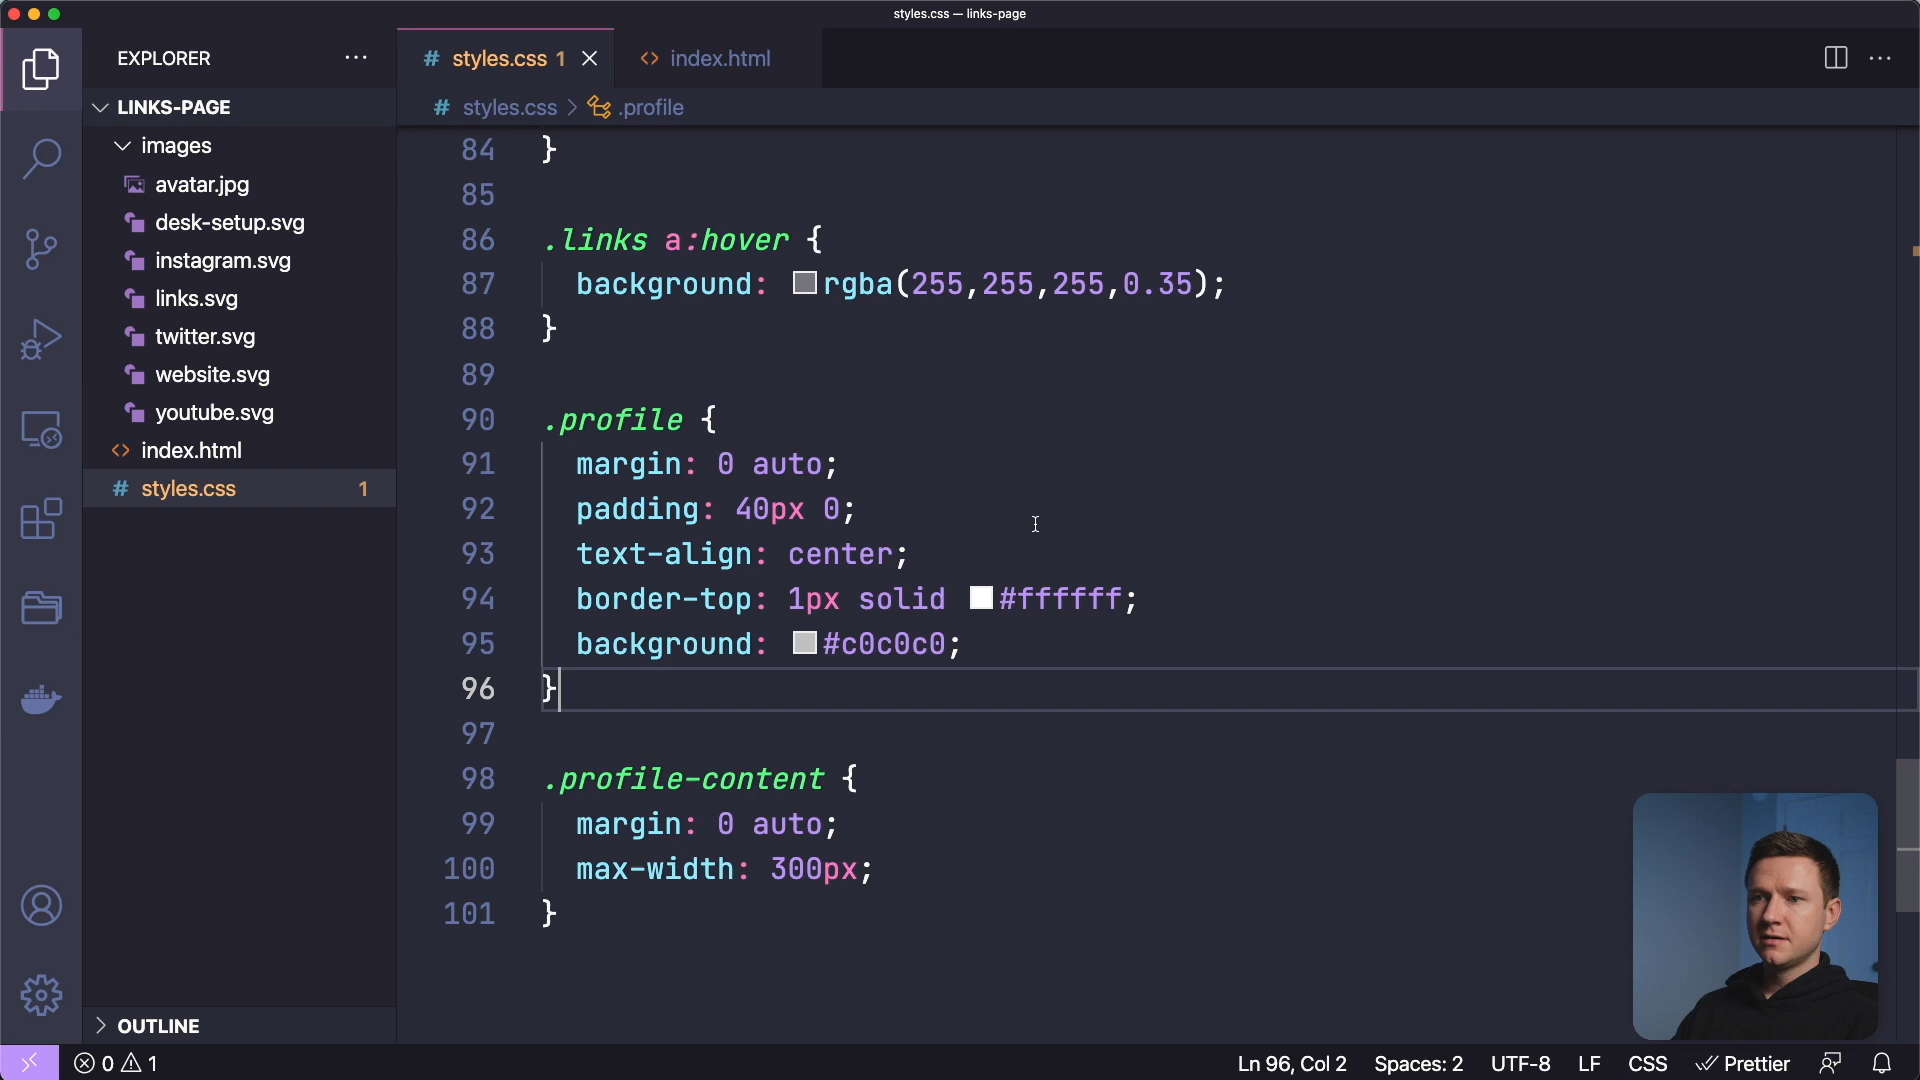 styles.css — links-page
EXPLORER
LINKS-PAGE
images
avatar.jpg
desk-setup.svg
instagram.svg
links.svg
twitter.svg
website.svg
youtube.svg
index.html
styles.css 1
OUTLINE
# styles.css 1
<> index.html
# styles.css > .profile
84 }
85
86 .links a:hover {
87 background: rgba(255,255,255,0.35);
88 }
89
90 .profile {
91 margin: 0 auto;
92 padding: 40px 0;
93 text-align: center;
94 border-top: 1px solid #ffffff;
95 background: #c0c0c0;
96 }
97
98 .profile-content {
99 margin: 0 auto;
100 max-width: 300px;
101 }
0 1
Ln 96, Col 2 Spaces: 2 UTF-8 LF CSS Prettier